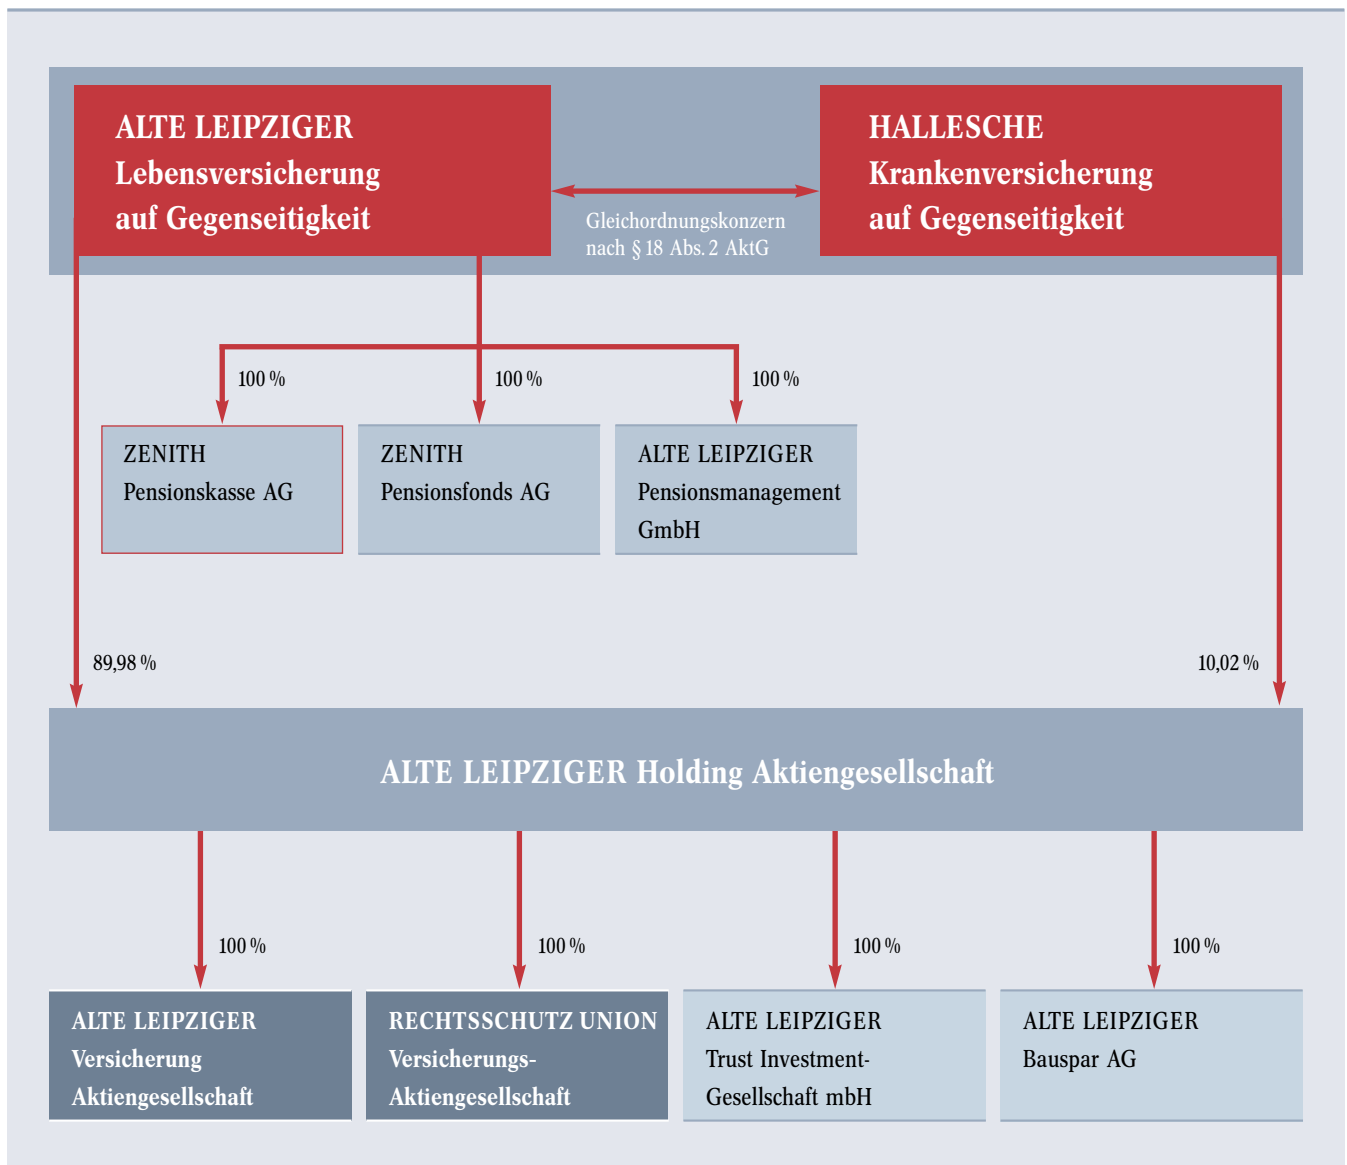 ALTE LEIPZIGER
Lebensversicherung
auf Gegenseitigkeit
HALLESCHE
Krankenversicherung
auf Gegenseitigkeit
Gleichordnungskonzern
nach § 18 Abs. 2 AktG
100 %
100 %
100 %
ZENITH
Pensionskasse AG
ZENITH
Pensionsfonds AG
ALTE LEIPZIGER
Pensionsmanagement
GmbH
89,98 %
10,02 %
ALTE LEIPZIGER Holding Aktiengesellschaft
100 %
100 %
100 %
100 %
ALTE LEIPZIGER
Versicherung
Aktiengesellschaft
RECHTSSCHUTZ UNION
Versicherungs-
Aktiengesellschaft
ALTE LEIPZIGER
Trust Investment-
Gesellschaft mbH
ALTE LEIPZIGER
Bauspar AG